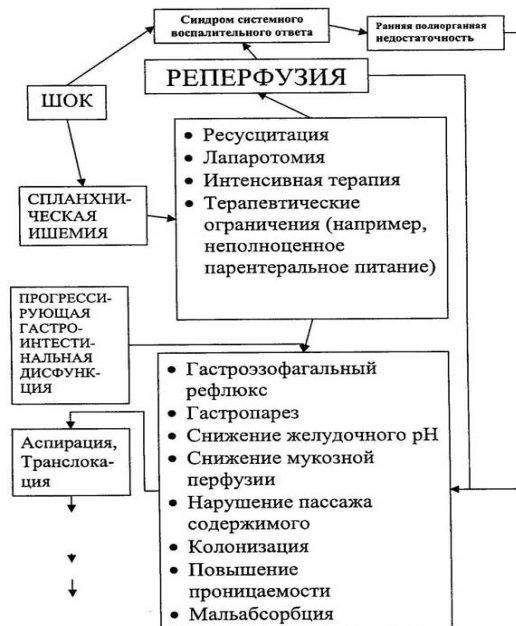 Синдром системного
воспалительного ответа
Ранняя полиорганная
недостаточность
РЕПЕРФУЗИЯ
ШОК
• Ресусцитация
• Лапаротомия
• Интенсивная терапия
• Терапевтические
ограничения (например,
неполноценное
парентеральное питание)
СПЛАНХНИ-
ЧЕСКАЯ
ИШЕМИЯ
ПРОГРЕССИ-
РУЮЩАЯ
ГАСТРО-
ИНТЕСТИ-
НАЛЬНАЯ
ДИСФУНК-
ЦИЯ
• Гастроэзофагальный
рефлюкс
• Гастропарез
• Снижение желудочного pH
• Снижение мукозной
перфузии
• Нарушение пассажа
содержимого
• Колонизация
• Повышение
проницаемости
• Мальабсорбция
Аспирация,
Транслока-
ция